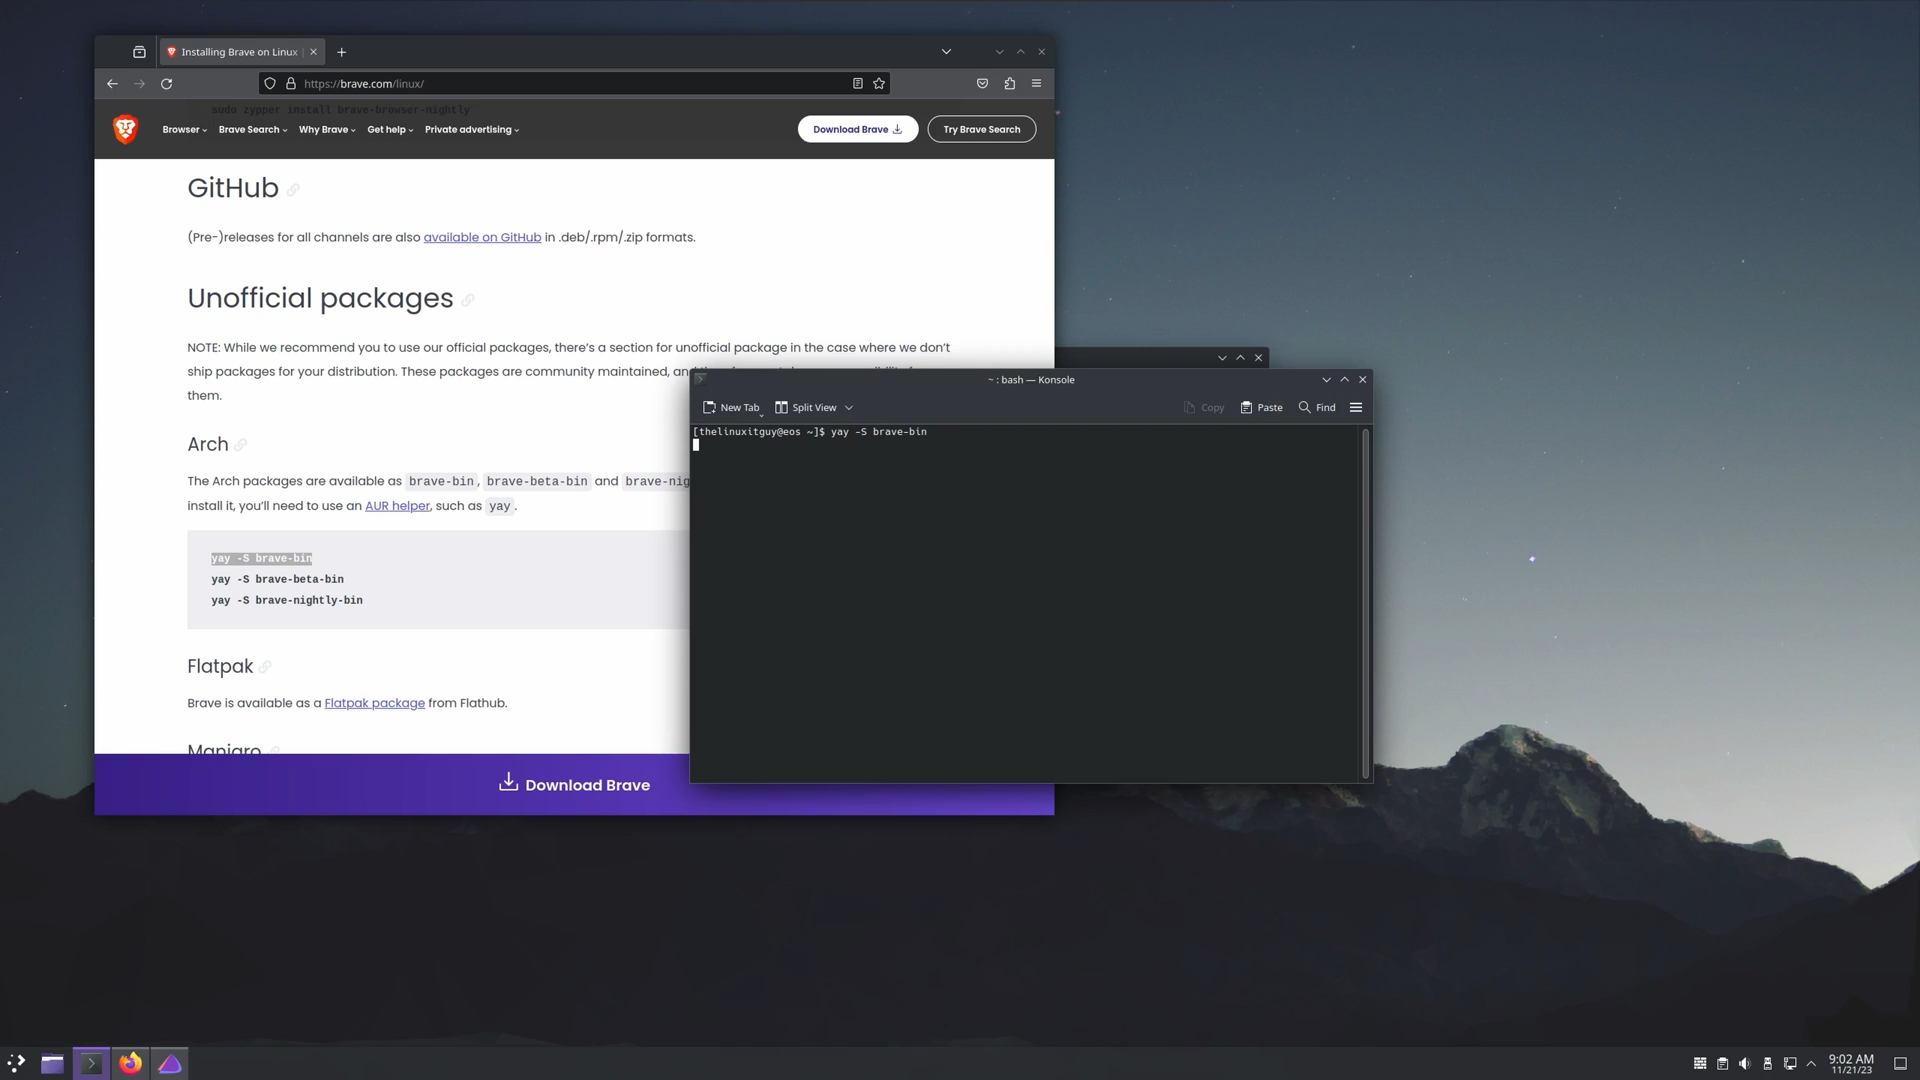 Installing Brave on Linux
https://brave.com/linux/
sudo zypper install brave-browser-nightly
Browser
Brave Search
Why Brave
Get help
Private advertising
Download Brave
Try Brave Search
GitHub
(Pre-)releases for all channels are also available on GitHub in .deb/.rpm/.zip formats.
Unofficial packages
NOTE: While we recommend you to use our official packages, there's a section for unofficial package in the case where we don't
ship packages for your distribution. These packages are community maintained, and
them.
Arch
The Arch packages are available as brave-bin, brave-beta-bin and brave-nig
install it, you'll need to use an AUR helper, such as yay.
yay -S brave-bin
yay -S brave-beta-bin
yay -S brave-nightly-bin
Flatpak
Brave is available as a Flatpak package from Flathub.
Manjaro
Download Brave
~ : bash — Konsole
New Tab
Split View
Copy
Paste
Find
[thelinuxitguy@eos ~]$ yay -S brave-bin
9:02 AM
11/21/23